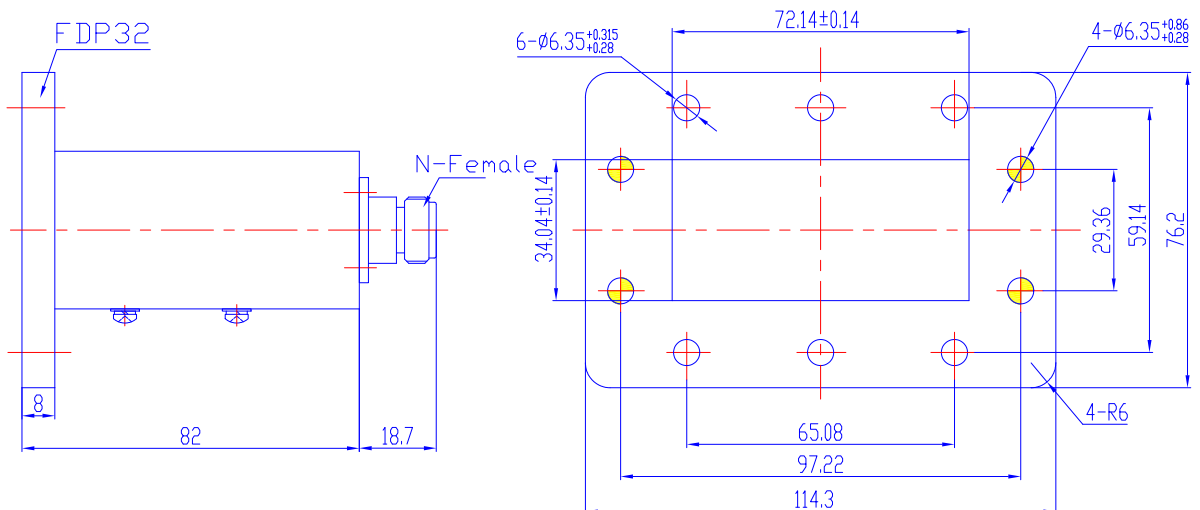 FDP32
N-Female
8
82
18.7
72.14±0.14
6-Ø6.35+0.315
+0.28
4-Ø6.35+0.86
+0.28
34.04±0.14
29.36
59.14
76.2
4-R6
65.08
97.22
114.3